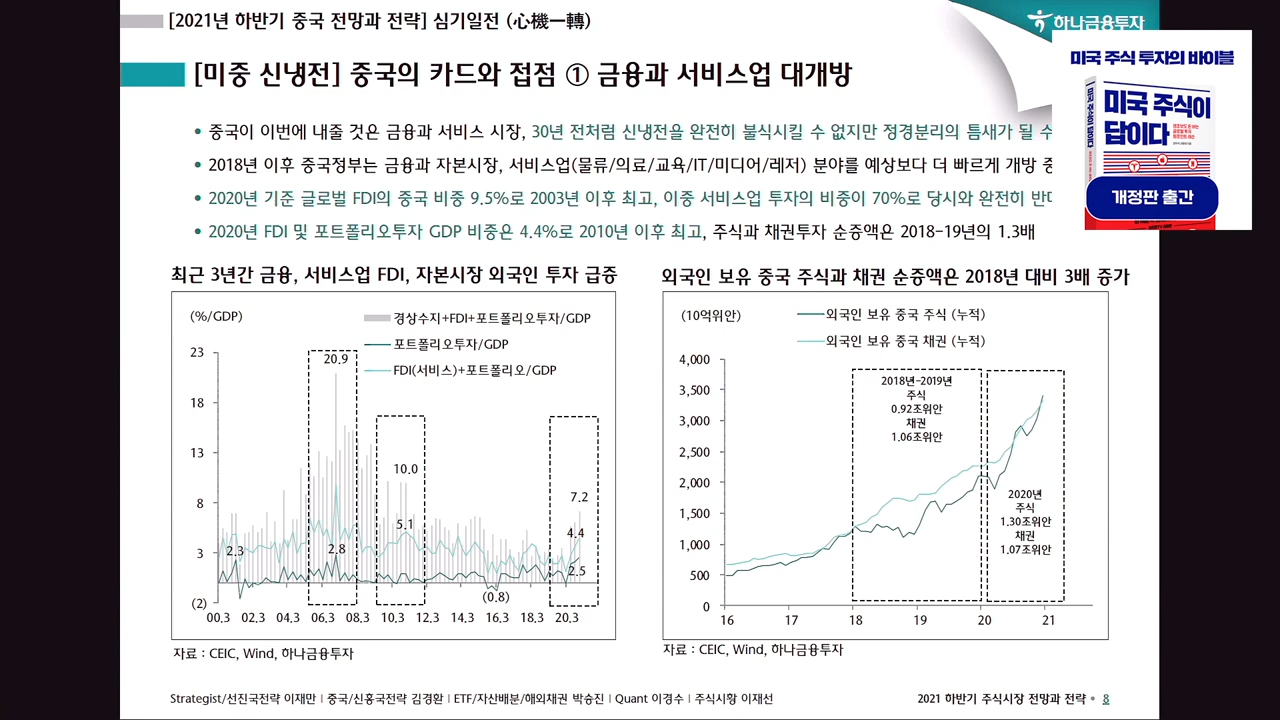 [2021년 하반기 중국 전망과 전략] 심기일전 (心機一轉)
하나금융투자
[미중 신냉전] 중국의 카드와 접점 ① 금융과 서비스업 대개방
미국 주식 투자의 바이블
미국 주식이
답이다
개정판 출간
• 중국이 이번에 내줄 것은 금융과 서비스 시장, 30년 전처럼 신냉전을 완전히 불식시킬 수 없지만 정경분리의 틈새가 될 수
• 2018년 이후 중국정부는 금융과 자본시장, 서비스업(물류/의료/교육/IT/미디어/레저) 분야를 예상보다 더 빠르게 개방
• 2020년 기준 글로벌 FDI의 중국 비중 9.5%로 2003년 이후 최고, 이중 서비스업 투자의 비중이 70%로 당시와 완전히
• 2020년 FDI 및 포트폴리오투자 GDP 비중은 4.4%로 2010년 이후 최고, 주식과 채권투자 순증액은 2018-19년의 1.3배
최근 3년간 금융, 서비스업 FDI, 자본시장 외국인 투자 급증
(%/GDP)
경상수지+FDI+포트폴리오투자/GDP
포트폴리오투자/GDP
FDI(서비스)+포트폴리오/GDP
23
18
13
8
3
(2)
20.9
10.0
7.2
5.1
4.4
2.3
2.8
2.5
(0.8)
00.3 02.3 04.3 06.3 08.3 10.3 12.3 14.3 16.3 18.3 20.3
자료 : CEIC, Wind, 하나금융투자
외국인 보유 중국 주식과 채권 순증액은 2018년 대비 3배 증가
(10억위안)
외국인 보유 중국 주식 (누적)
외국인 보유 중국 채권 (누적)
4,000
3,500
3,000
2,500
2,000
1,500
1,000
500
0
2018년-2019년
주식
0.92조위안
채권
1.06조위안
2020년
주식
1.30조위안
채권
1.07조위안
16 17 18 19 20 21
자료 : CEIC, Wind, 하나금융투자
Strategist/선진국전략 이재만 | 중국/신흥국전략 김경환 | ETF/자산배분/해외채권 박승진 | Quant 이경수 | 주식시황 이재선
2021 하반기 주식시장 전망과 전략 • 8